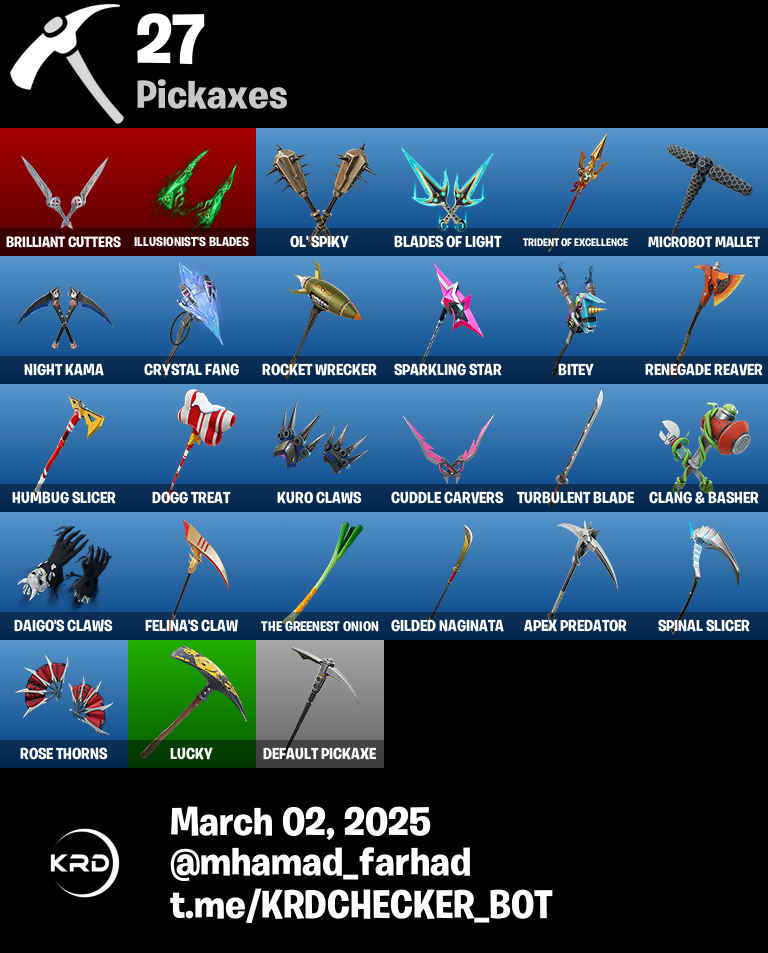 27
Pickaxes
BRILLIANT CUTTERS
ILLUSIONIST'S BLADES
OL' SPIKY
BLADES OF LIGHT
TRIDENT OF EXCELLENCE
MICROBOT MALLET
NIGHT KAMA
CRYSTAL FANG
ROCKET WRECKER
SPARKLING STAR
BITEY
RENEGADE REAVER
HUMBUG SLICER
DOGG TREAT
KURO CLAWS
CUDDLE CARVERS
TURBULENT BLADE
CLANG & BASHER
DAIGO'S CLAWS
FELINA'S CLAW
THE GREENEST ONION
GILDED NAGINATA
APEX PREDATOR
SPINAL SLICER
ROSE THORNS
LUCKY
DEFAULT PICKAXE
KRD
March 02, 2025
@mhamad_farhad
t.me/KRDCHECKER_BOT